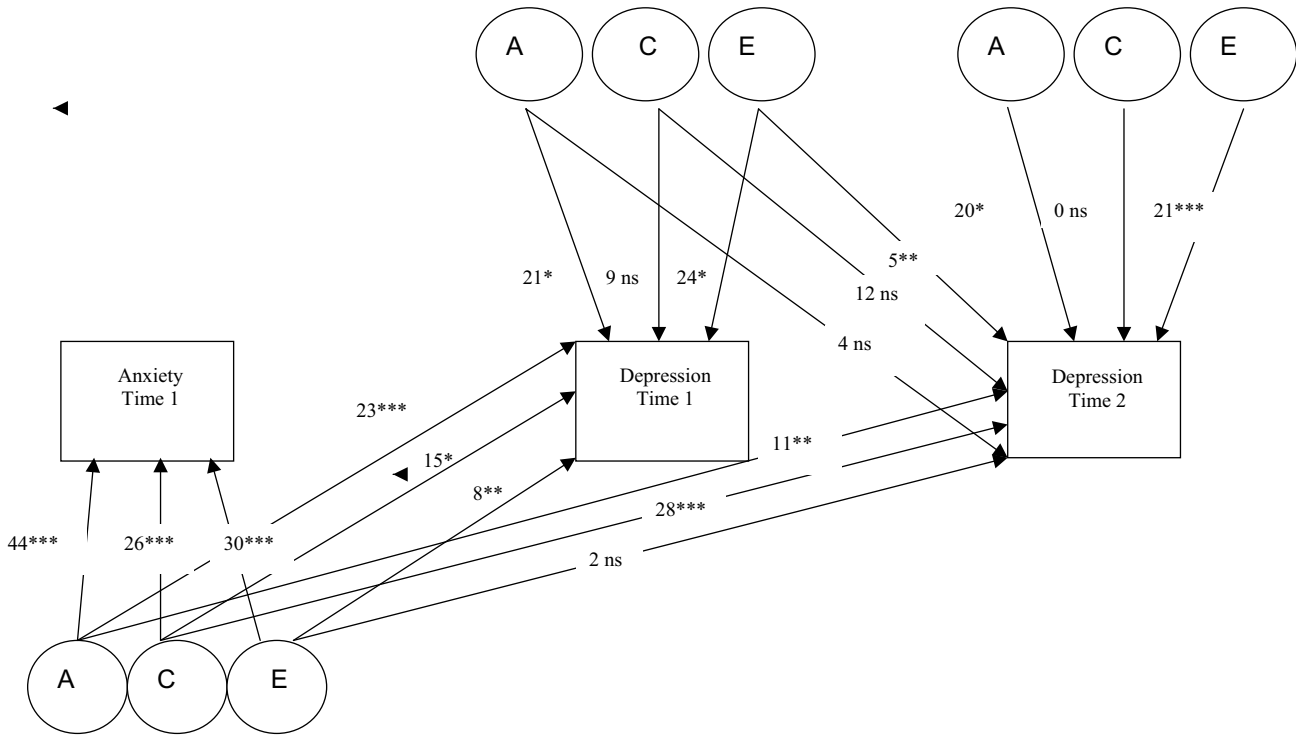 A C E A C E
20* 0 ns 21***
5**
21* 9 ns 24*
12 ns
4 ns
Anxiety
Time 1
Depression
Time 1
Depression
Time 2
23***
11**
15*
8**
28***
44*** 26*** 30***
2 ns
A C E